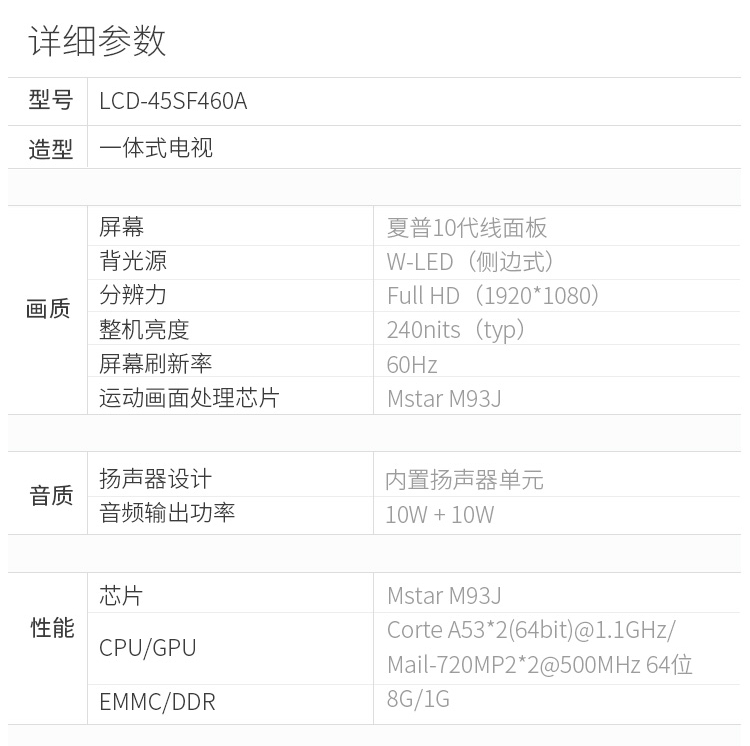 详细参数
型号 LCD-45SF460A
造型 一体式电视
画质
屏幕 夏普10代线面板
背光源 W-LED（侧边式）
分辨力 Full HD（1920*1080）
整机亮度 240nits（typ）
屏幕刷新率 60Hz
运动画面处理芯片 Mstar M93J
音质
扬声器设计 内置扬声器单元
音频输出功率 10W + 10W
性能
芯片 Mstar M93J
CPU/GPU Corte A53*2(64bit)@1.1GHz/
Mail-720MP2*2@500MHz 64位
EMMC/DDR 8G/1G